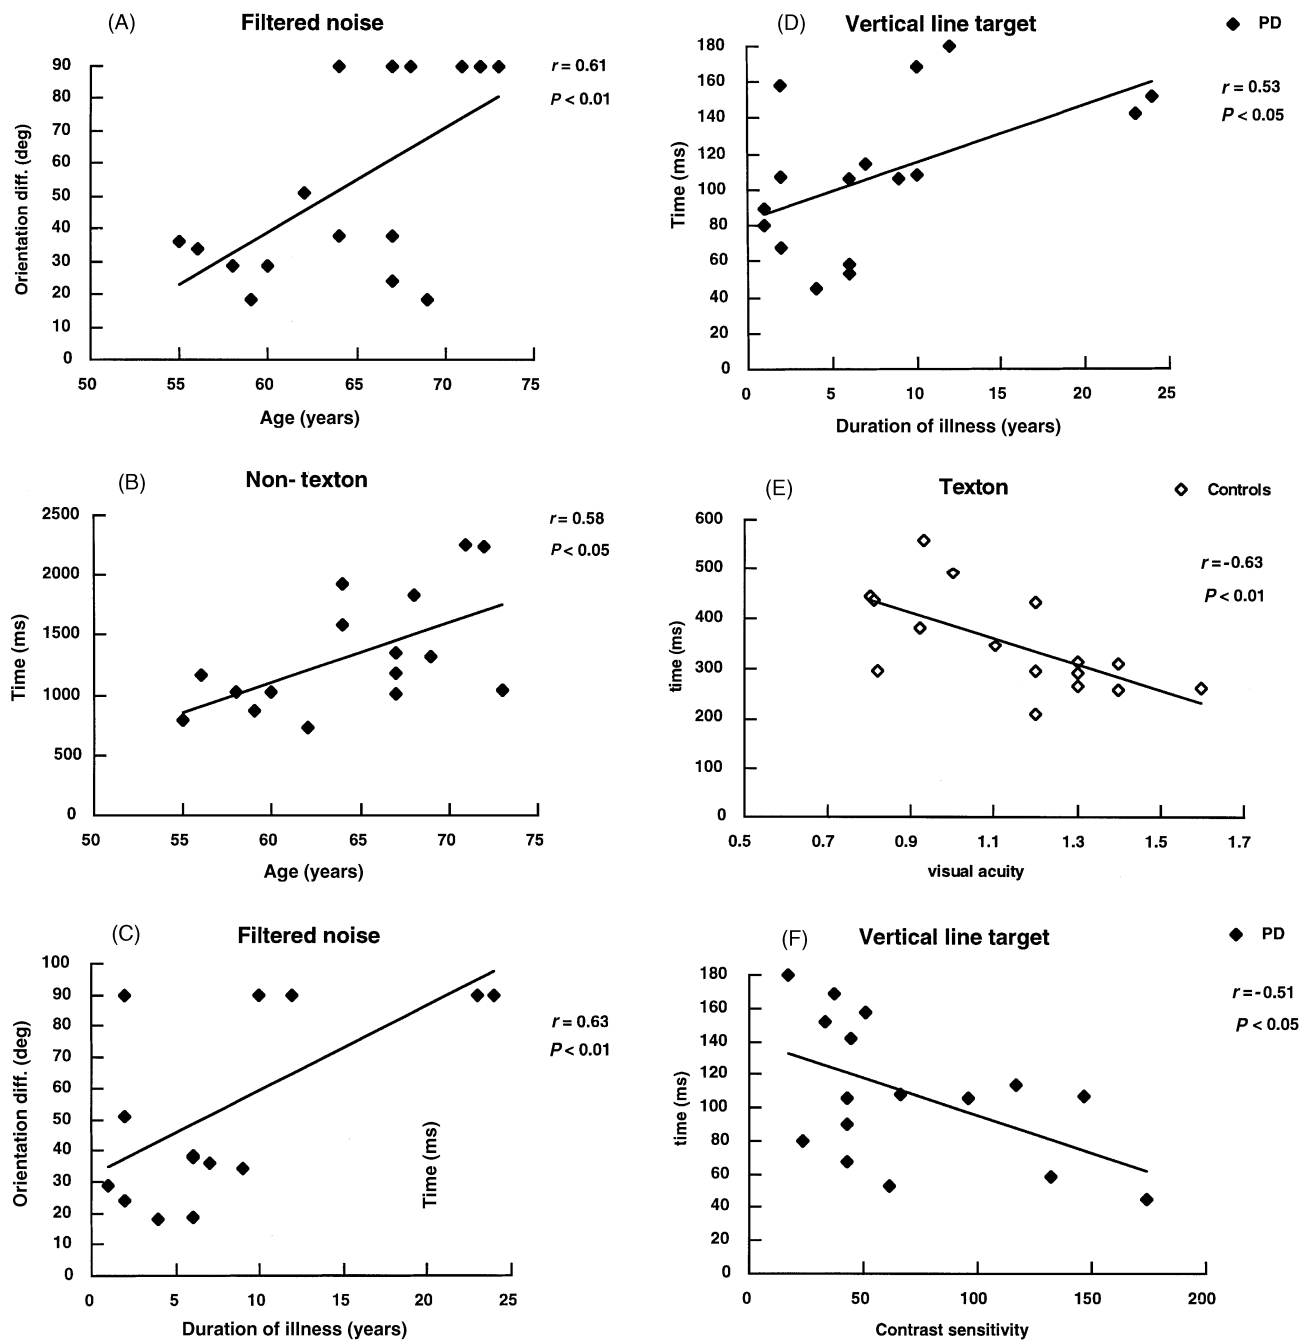 (A) Filtered noise
90
80
70
60
50
40
30
20
10
0
Orientation diff. (deg)
r = 0.61
P < 0.01
50 55 60 65 70 75
Age (years)
(B) Non- texton
2500
2000
1500
1000
500
0
Time (ms)
r = 0.58
P < 0.05
50 55 60 65 70 75
Age (years)
(C) Filtered noise
100
90
80
70
60
50
40
30
20
10
0
Orientation diff. (deg)
r = 0.63
P < 0.01
Time (ms)
0 5 10 15 20 25
Duration of illness (years)
(D) Vertical line target
PD
180
160
140
120
100
80
60
40
20
0
Time (ms)
r = 0.53
P < 0.05
0 5 10 15 20 25
Duration of illness (years)
(E) Texton
Controls
600
500
400
300
200
100
0
time (ms)
r = -0.63
P < 0.01
0.5 0.7 0.9 1.1 1.3 1.5 1.7
visual acuity
(F) Vertical line target
PD
180
160
140
120
100
80
60
40
20
0
time (ms)
r = -0.51
P < 0.05
0 50 100 150 200
Contrast sensitivity